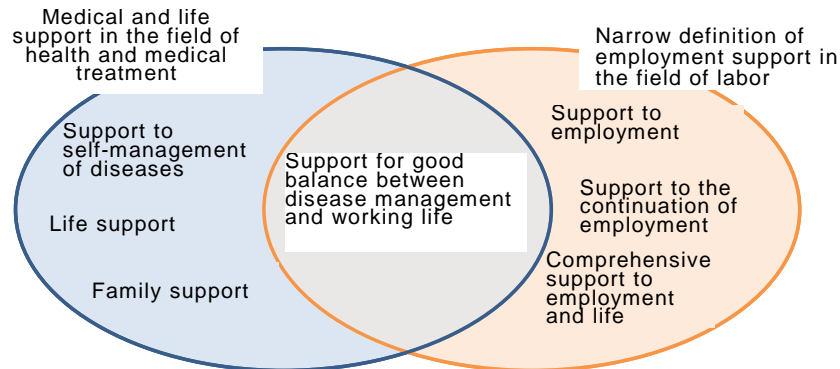 Medical and life
support in the field of
health and medical
treatment
Narrow definition of
employment support in
the field of labor
Support to
self-management
of diseases
Life support
Family support
Support for good
balance between
disease management
and working life
Support to
employment
Support to the
continuation of
employment
Comprehensive
support to
employment
and life